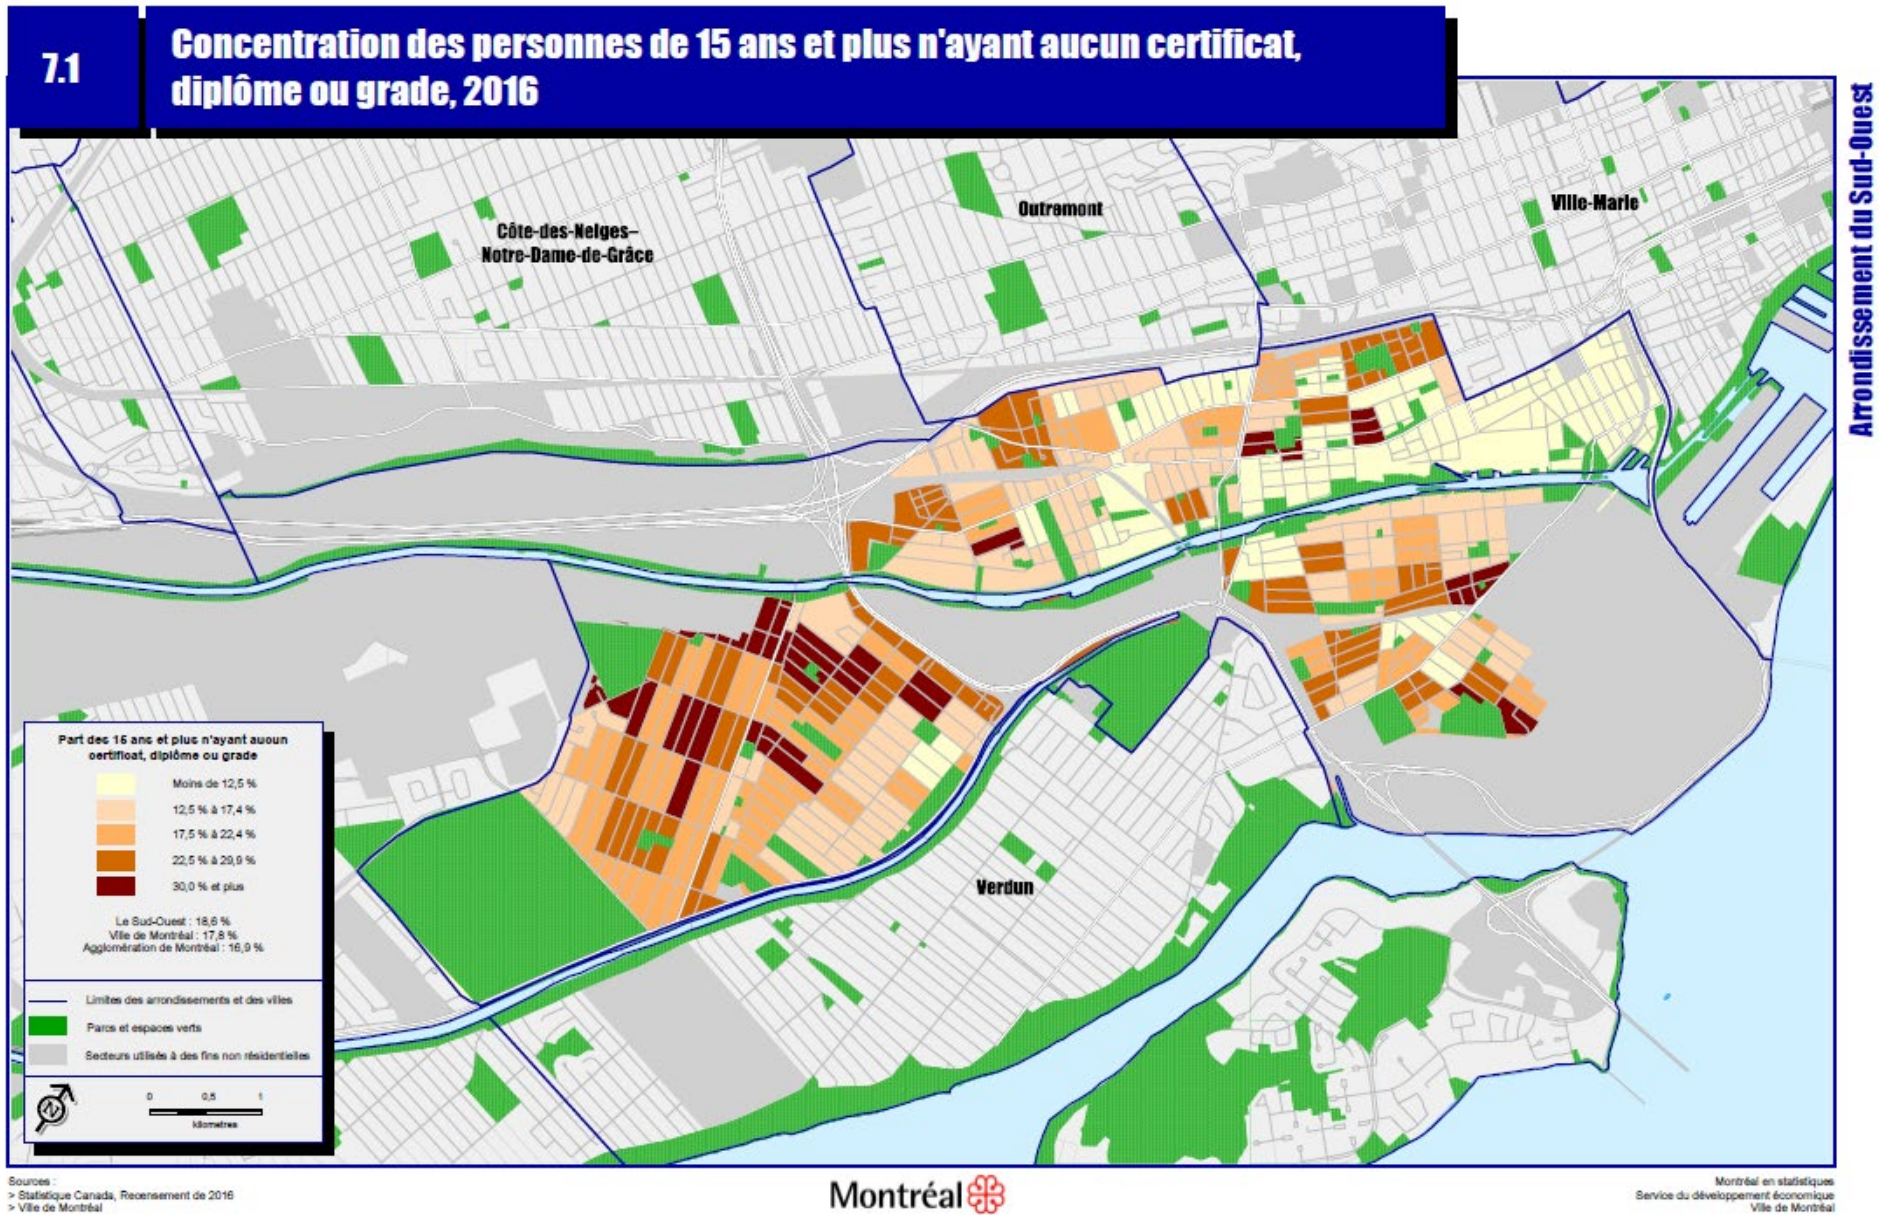 7.1
Concentration des personnes de 15 ans et plus n'ayant aucun certificat,
diplôme ou grade, 2016
Arrondissement du Sud-Ouest
Côte-des-Neiges–
Notre-Dame-de-Grâce
Outremont
Ville-Marie
Verdun
Part des 15 ans et plus n'ayant aucun
certificat, diplôme ou grade
Moins de 12,5 %
12,5 % à 17,4 %
17,5 % à 22,4 %
22,5 % à 29,9 %
30,0 % et plus
Le Sud-Ouest : 18,6 %
Ville de Montréal : 17,8 %
Agglomération de Montréal : 16,9 %
Limites des arrondissements et des villes
Parcs et espaces verts
Secteurs utilisés à des fins non résidentielles
N
0 0,5 1
kilometres
Sources :
> Statistique Canada, Recensement de 2016
> Ville de Montréal
Montréal
Montréal en statistiques
Service du développement économique
Ville de Montréal